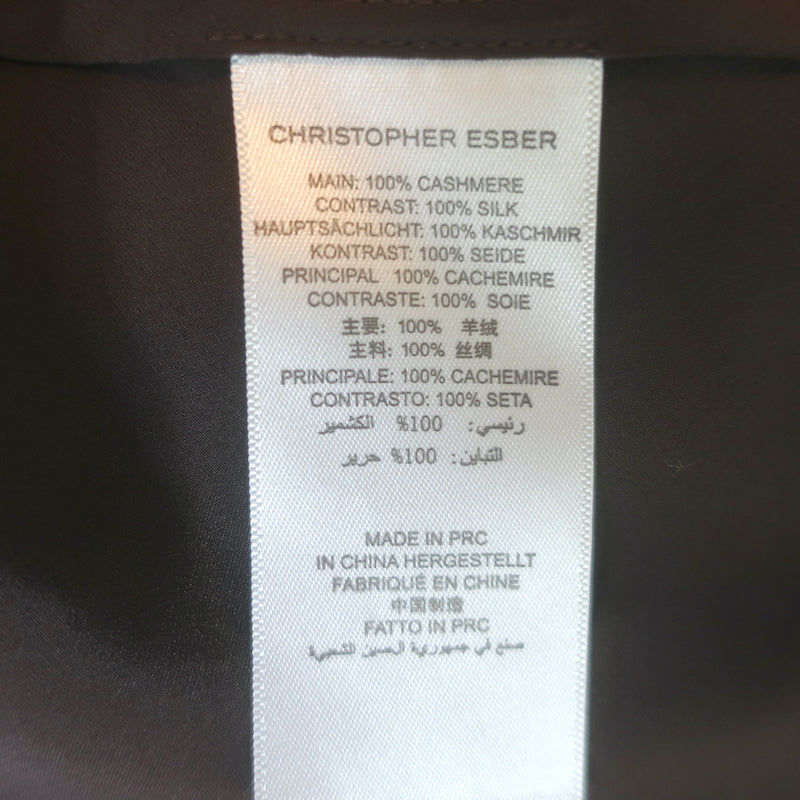 CHRISTOPHER ESBER
MAIN: 100% CASHMERE
CONTRAST: 100% SILK
HAUPTSÄCHLICHT: 100% KASCHMIR
KONTRAST: 100% SEIDE
PRINCIPAL 100% CACHEMIRE
CONTRASTE: 100% SOIE
主要: 100% 羊绒
主料: 100% 丝绸
PRINCIPALE: 100% CACHEMIRE
CONTRASTO: 100% SETA
رئيسي: 100% الكشمير
التباين: 100% حرير
MADE IN PRC
IN CHINA HERGESTELLT
FABRIQUÉ EN CHINE
中国制造
FATTO IN PRC
صنع في جمهورية الصين الشعبية